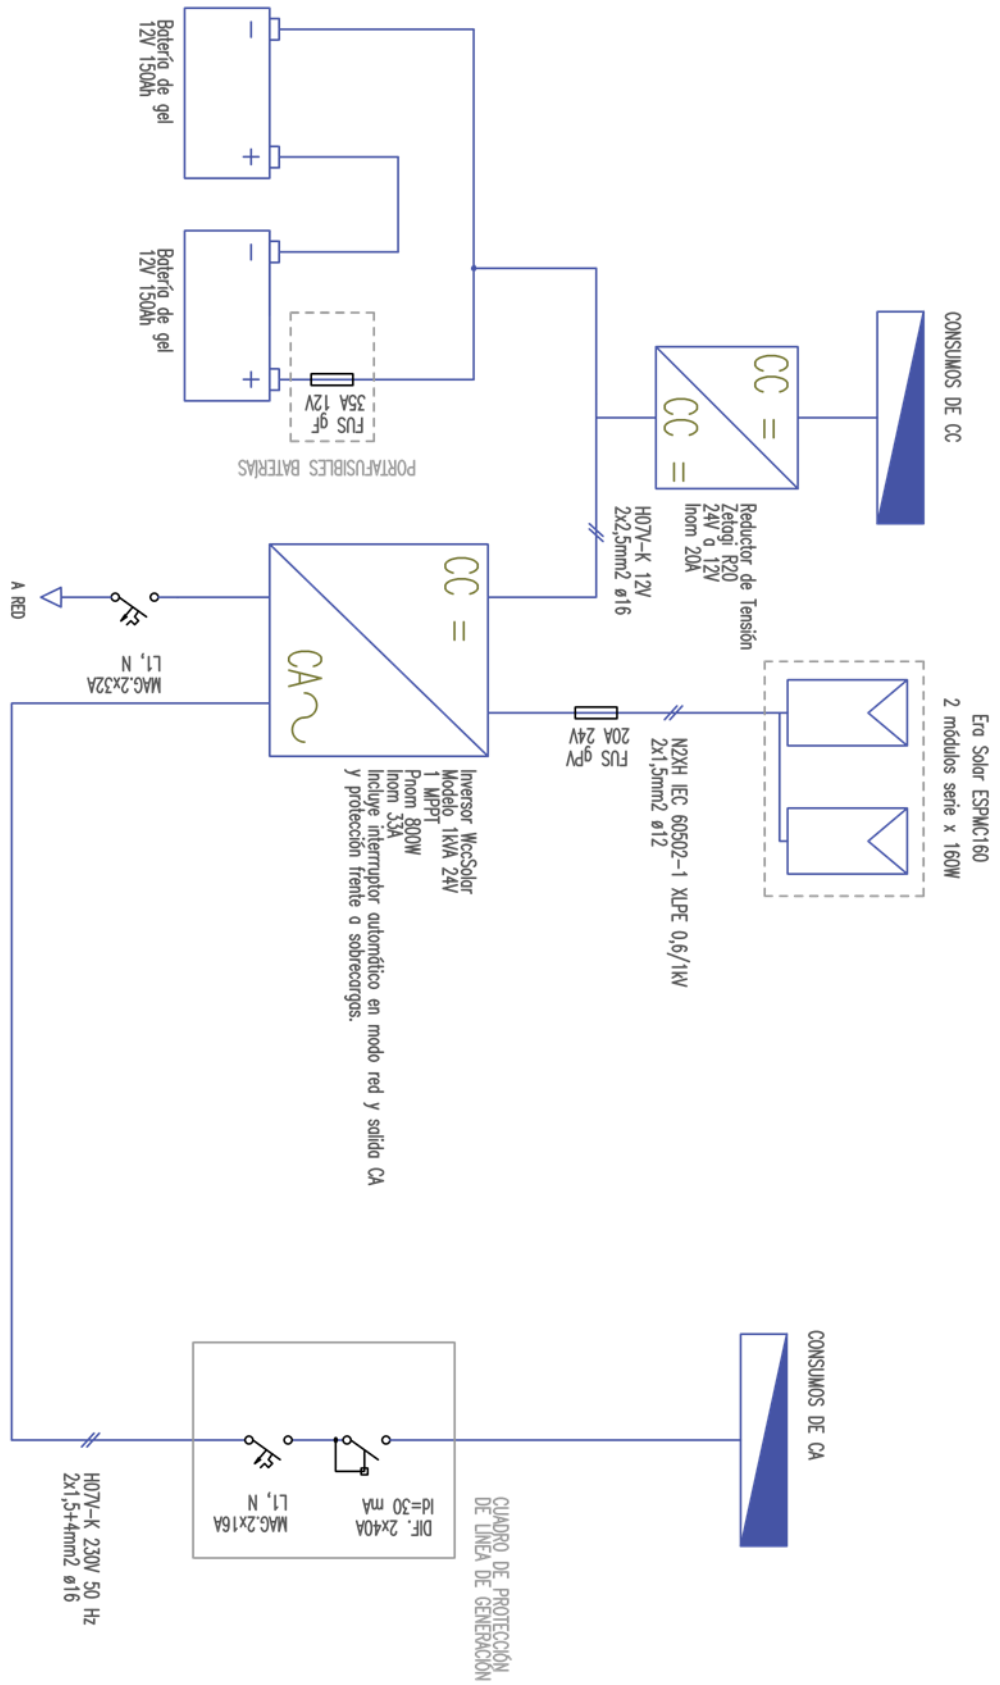 Batería de gel
12V 150Ah
Batería de gel
12V 150Ah
FUS gF
35A 12V
PORTAFUSIBLES BATERÍAS
CONSUMOS DE CC
CC =
CC =
Reductor de Tensión
Zetagi R20
24V a 12V
Inom 20A
H07V-K 12V
2x2,5mm2 ø16
A RED
L1, N
MAG.2x32A
CC =
CA
Inversor WccSolar
Modelo 1kVA 24V
1 MPPT
Pnom 800W
Inom 33A
Incluye interrruptor automático en modo red y salida CA
y protección frente a sobrecargas.
FUS gPV
20A 24V
N2XH IEC 60502-1 XLPE 0,6/1kV
2x1,5mm2 ø12
Era Solar ESPMC160
2 módulos serie x 160W
CONSUMOS DE CA
CUADRO DE PROTECCIÓN
DE LÍNEA DE GENERACIÓN
DIF. 2x40A
Id=30 mA
L1, N
MAG.2x16A
H07V-K 230V 50 Hz
2x1,5+4mm2 ø16